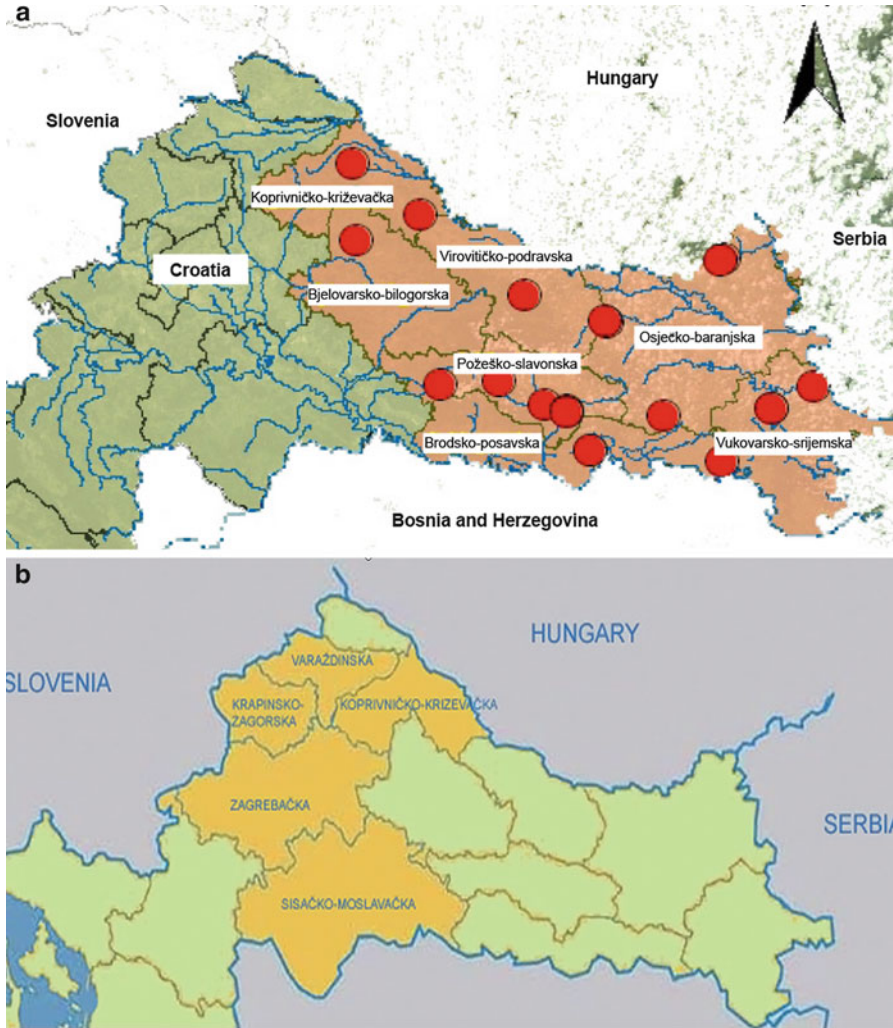 a
Hungary
Slovenia
Koprivničko-križevačka
Serbia
Virovitičko-podravska
Croatia
Bjelovarsko-bilogorska
Osječko-baranjska
Požeško-slavonska
Brodsko-posavska
Vukovarsko-srijemska
Bosnia and Herzegovina
b
HUNGARY
VARAŽDINSKA
SLOVENIA
KRAPINSKO-
ZAGORSKA
KOPRIVNIČKO-KRIZEVAČKA
ZAGREBAČKA
SERBIA
SISAČKO-MOSLAVAČKA